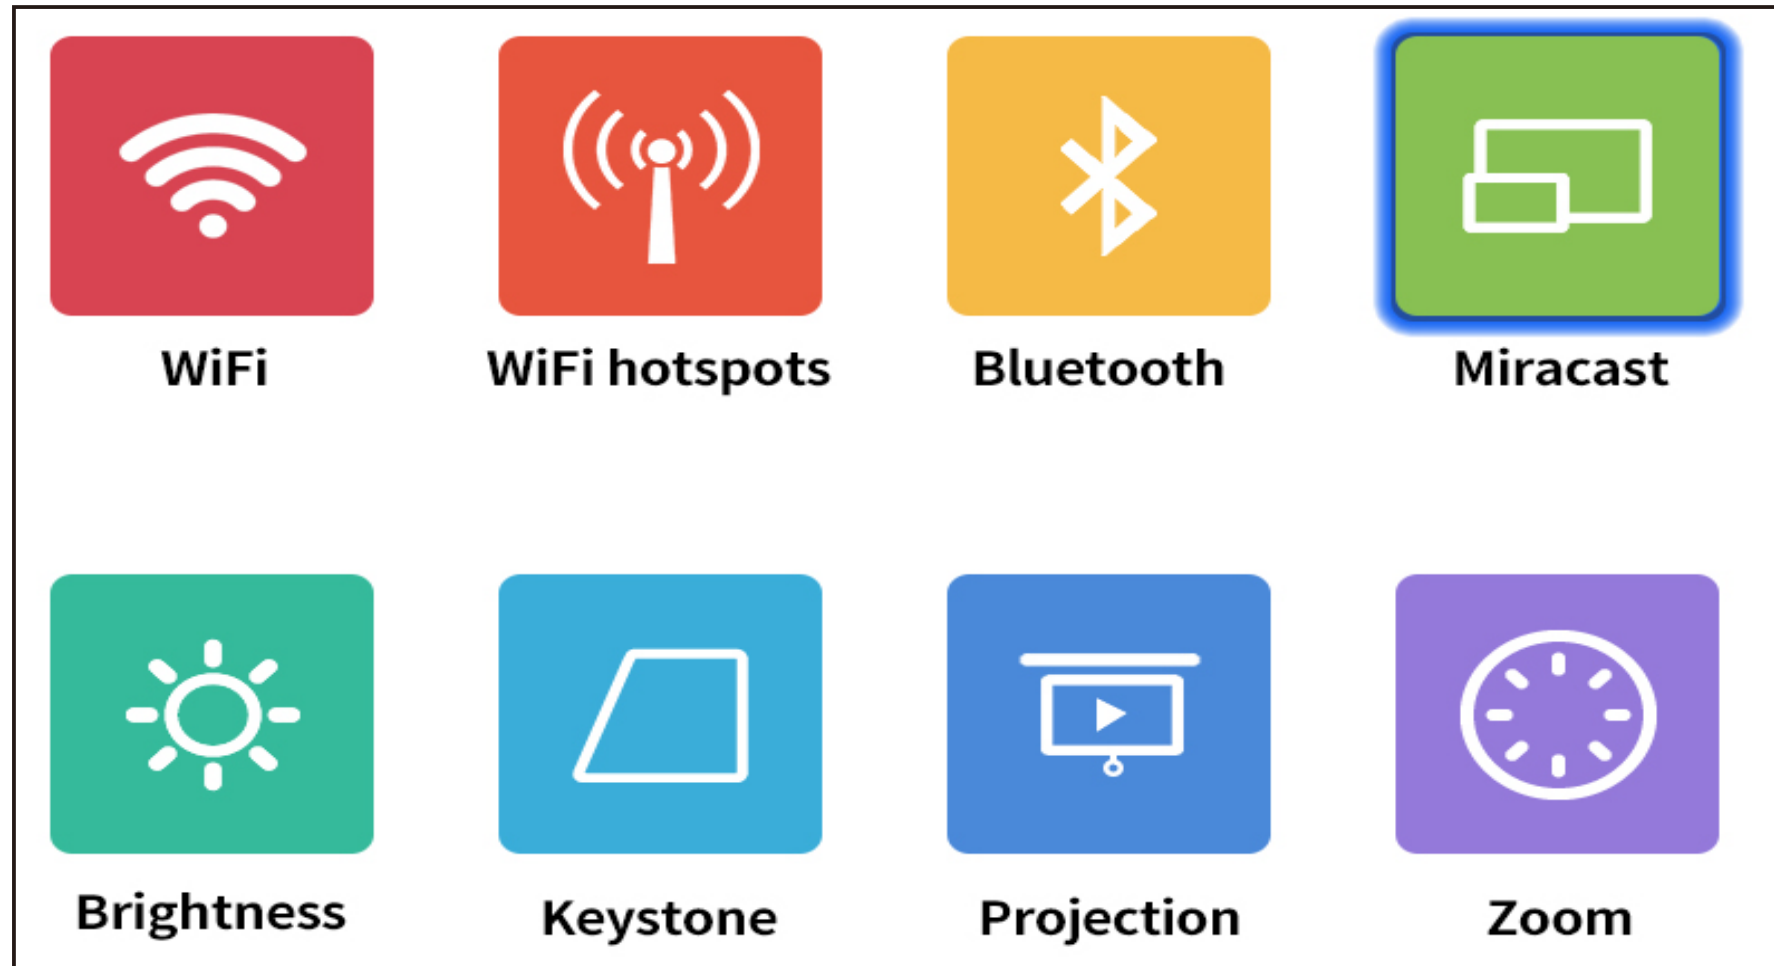 WiFi
WiFi hotspots
Bluetooth
Miracast
Brightness
Keystone
Projection
Zoom